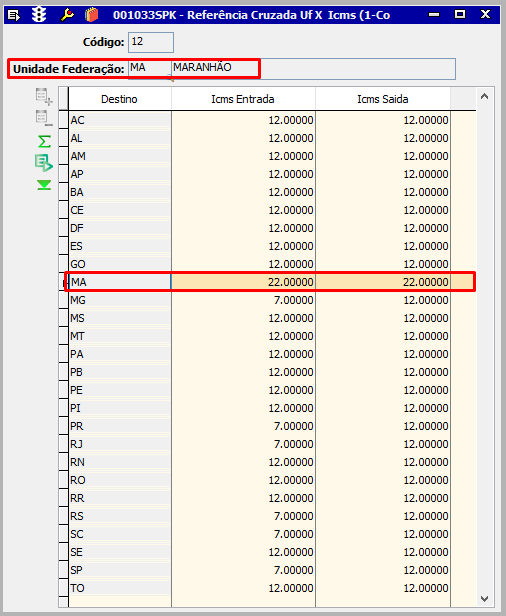 001033SPK - Referência Cruzada Uf X Icms (1-Co
Código: 12
Unidade Federação: MA MARANHÃO
Destino Icms Entrada Icms Saida
AC 12.00000 12.00000
AL 12.00000 12.00000
AM 12.00000 12.00000
AP 12.00000 12.00000
BA 12.00000 12.00000
CE 12.00000 12.00000
DF 12.00000 12.00000
ES 12.00000 12.00000
GO 12.00000 12.00000
MA 22.00000 22.00000
MG 7.00000 12.00000
MS 12.00000 12.00000
MT 12.00000 12.00000
PA 12.00000 12.00000
PB 12.00000 12.00000
PE 12.00000 12.00000
PI 12.00000 12.00000
PR 7.00000 12.00000
RJ 7.00000 12.00000
RN 12.00000 12.00000
RO 12.00000 12.00000
RR 12.00000 12.00000
RS 7.00000 12.00000
SC 7.00000 12.00000
SE 12.00000 12.00000
SP 7.00000 12.00000
TO 12.00000 12.00000